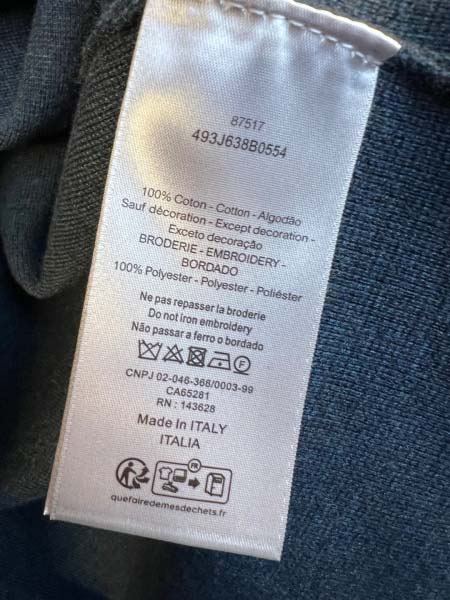 87517
493J638B0554
100% Coton - Cotton - Algodão
Sauf décoration - Except decoration -
Exceto decoração
BRODERIE - EMBROIDERY -
BORDADO
100% Polyester - Polyester - Poliéster
Ne pas repasser la broderie
Do not iron embroidery
Não passar a ferro o bordado
CNPJ 02-046-366/0003-99
CA65281
RN : 143628
Made in ITALY
ITALIA
FR
quefairedemesdechets.fr